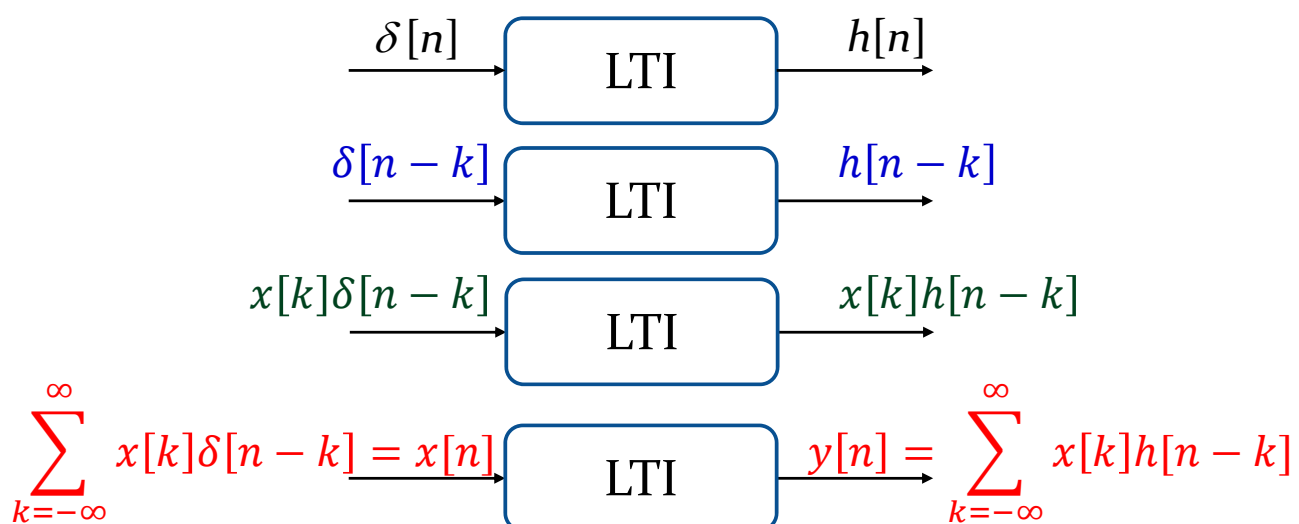 δ[n] LTI h[n]
δ[n − k] LTI h[n − k]
x[k]δ[n − k] LTI x[k]h[n − k]
∑_{k=−∞}^{∞} x[k]δ[n − k] = x[n] LTI y[n] = ∑_{k=−∞}^{∞} x[k]h[n − k]